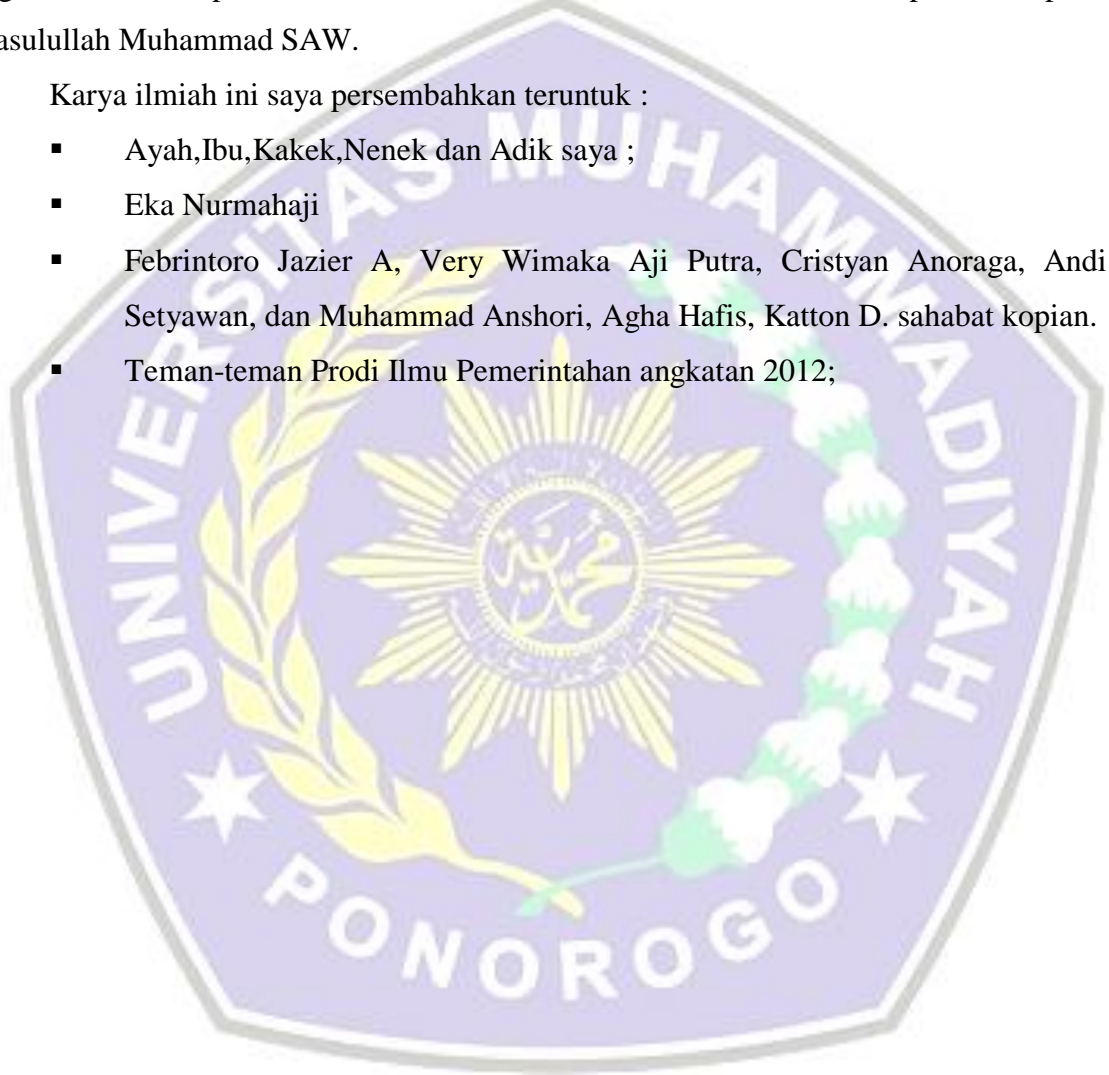 asulullah Muhammad SAW.
Karya ilmiah ini saya persembahkan teruntuk :
▪ Ayah,Ibu,Kakek,Nenek dan Adik saya ;
▪ Eka Nurmahaji
▪ Febrintoro Jazier A, Very Wimaka Aji Putra, Cristyan Anoraga, Andi
Setyawan, dan Muhammad Anshori, Agha Hafis, Katton D. sahabat kopian.
▪ Teman-teman Prodi Ilmu Pemerintahan angkatan 2012;
UNIVERSITAS MUHAMMADIYAH
PONOROGO
محمدية